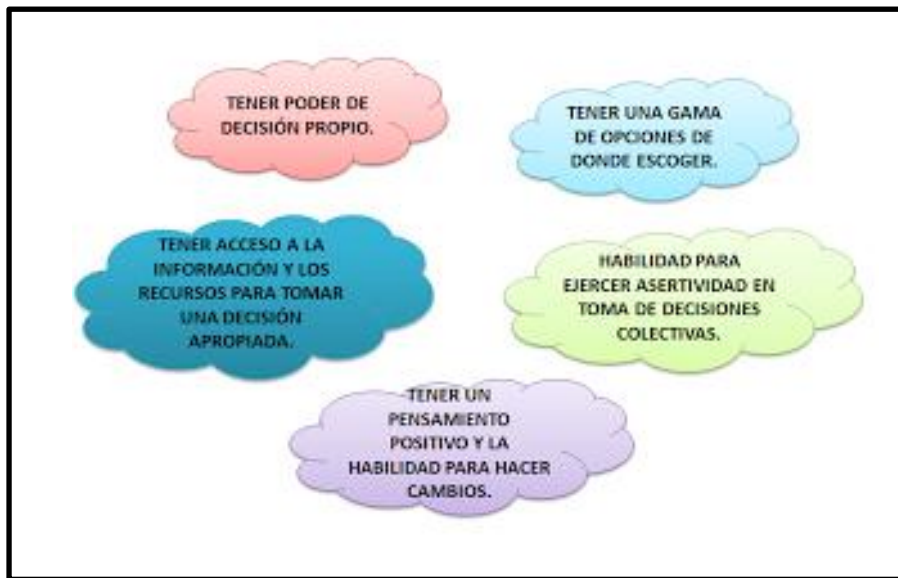 TENER PODER DE
DECISIÓN PROPIO.
TENER UNA GAMA
DE OPCIONES DE
DONDE ESCOGER.
TENER ACCESO A LA
INFORMACIÓN Y LOS
RECURSOS PARA TOMAR
UNA DECISIÓN
APROPIADA.
HABILIDAD PARA
EJERCER ASERTIVIDAD EN
TOMA DE DECISIONES
COLECTIVAS.
TENER UN
PENSAMIENTO
POSITIVO Y LA
HABILIDAD PARA HACER
CAMBIOS.